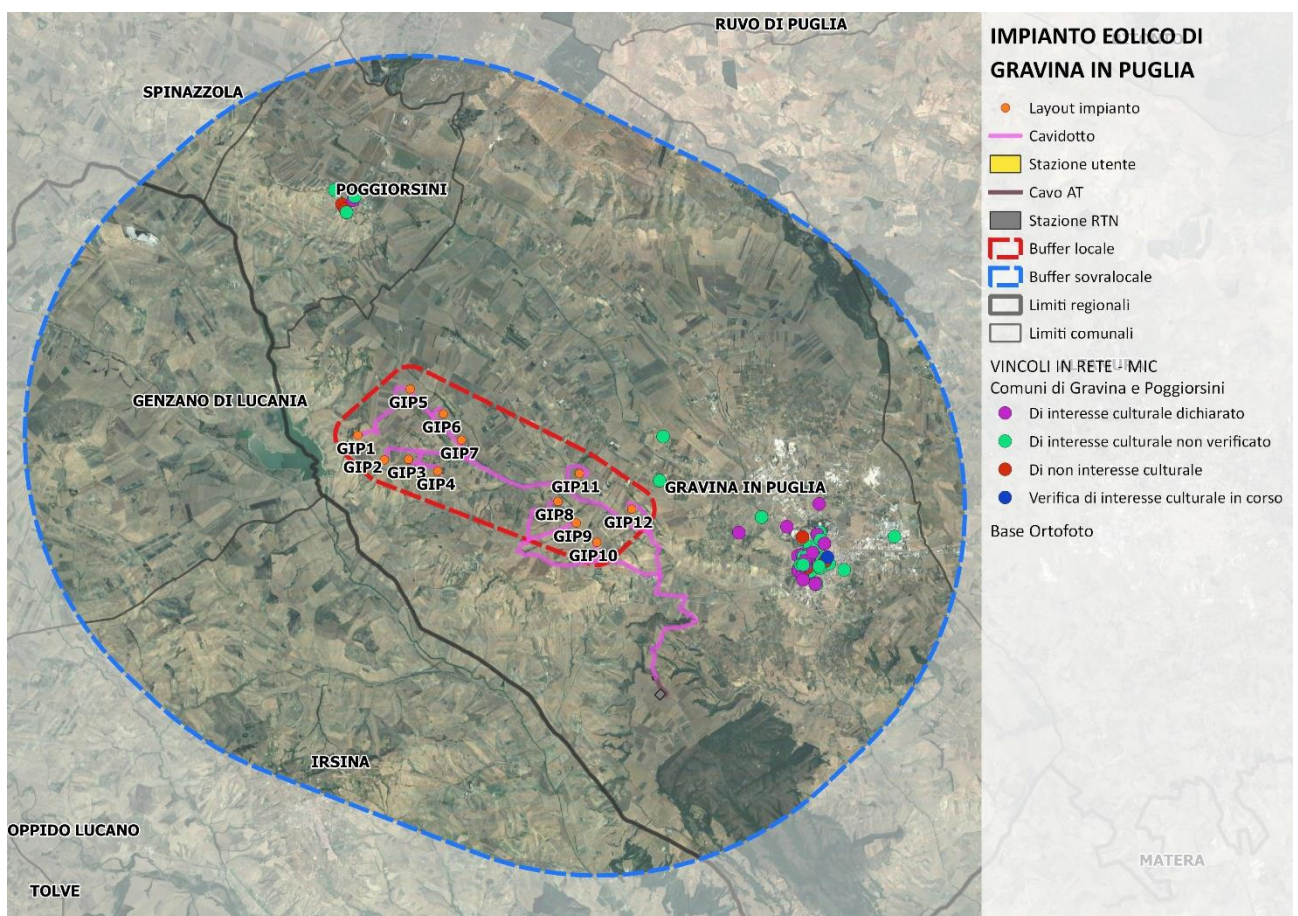 RUVO DI PUGLIA
SPINAZZOLA
POGGIORSINI
GENZANO DI LUCANIA
GIP5
GIP6
GIP1
GIP7
GIP2
GIP3
GIP4
GIP11
GRAVINA IN PUGLIA
GIP8
GIP12
GIP9
GIP10
IRSINA
OPPIDO LUCANO
TOLVE
IMPIANTO EOLICO DI
GRAVINA IN PUGLIA
Layout impianto
Cavidotto
Stazione utente
Cavo AT
Stazione RTN
Buffer locale
Buffer sovralocale
Limiti regionali
Limiti comunali
VINCOLI IN RETE - MIC
Comuni di Gravina e Poggiorsini
Di interesse culturale dichiarato
Di interesse culturale non verificato
Di non interesse culturale
Verifica di interesse culturale in corso
Base Ortofoto
MATERA